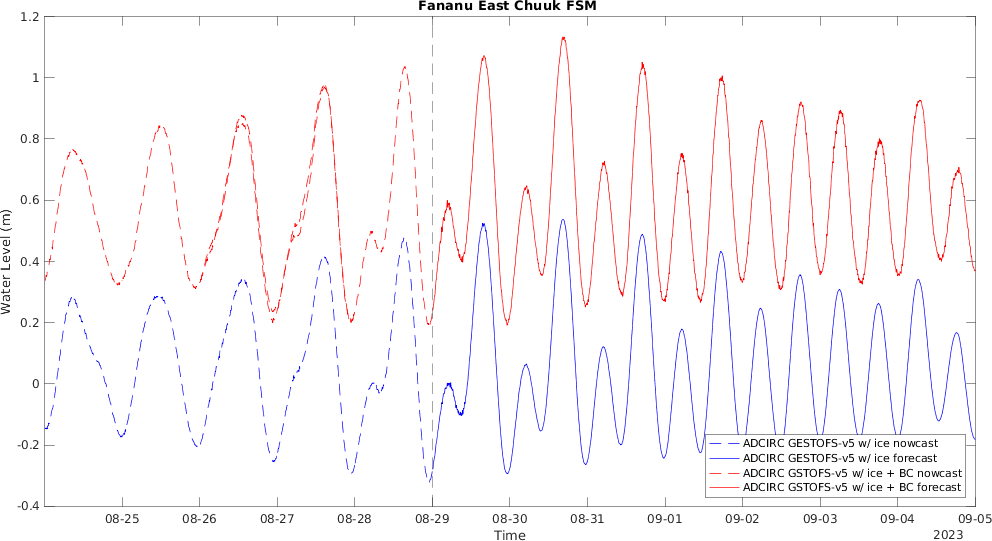 Fananu East Chuuk FSM
1.2
1
0.8
0.6
0.4
0.2
0
-0.2
-0.4
Water Level (m)
ADCIRC GESTOFS-v5 w/ ice nowcast
ADCIRC GESTOFS-v5 w/ ice forecast
ADCIRC GSTOFS-v5 w/ ice + BC nowcast
ADCIRC GSTOFS-v5 w/ ice + BC forecast
08-25 08-26 08-27 08-28 08-29 08-30 08-31 09-01 09-02 09-03 09-04 09-05
Time
2023